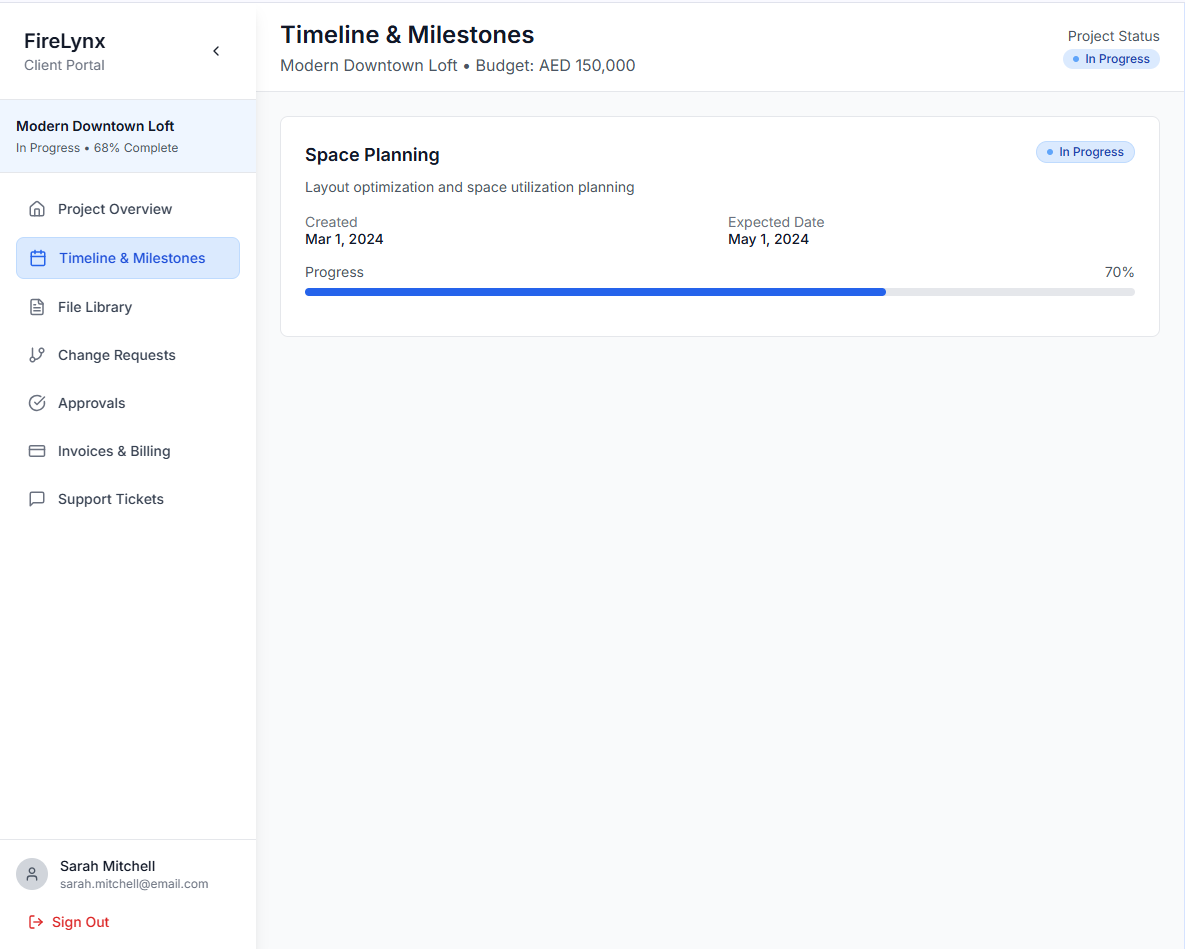 FireLynx
Client Portal
Modern Downtown Loft
In Progress • 68% Complete
Project Overview
Timeline & Milestones
File Library
Change Requests
Approvals
Invoices & Billing
Support Tickets
Sarah Mitchell
sarah.mitchell@email.com
Sign Out
Timeline & Milestones
Modern Downtown Loft • Budget: AED 150,000
Project Status
In Progress
Space Planning
In Progress
Layout optimization and space utilization planning
Created
Mar 1, 2024
Expected Date
May 1, 2024
Progress
70%